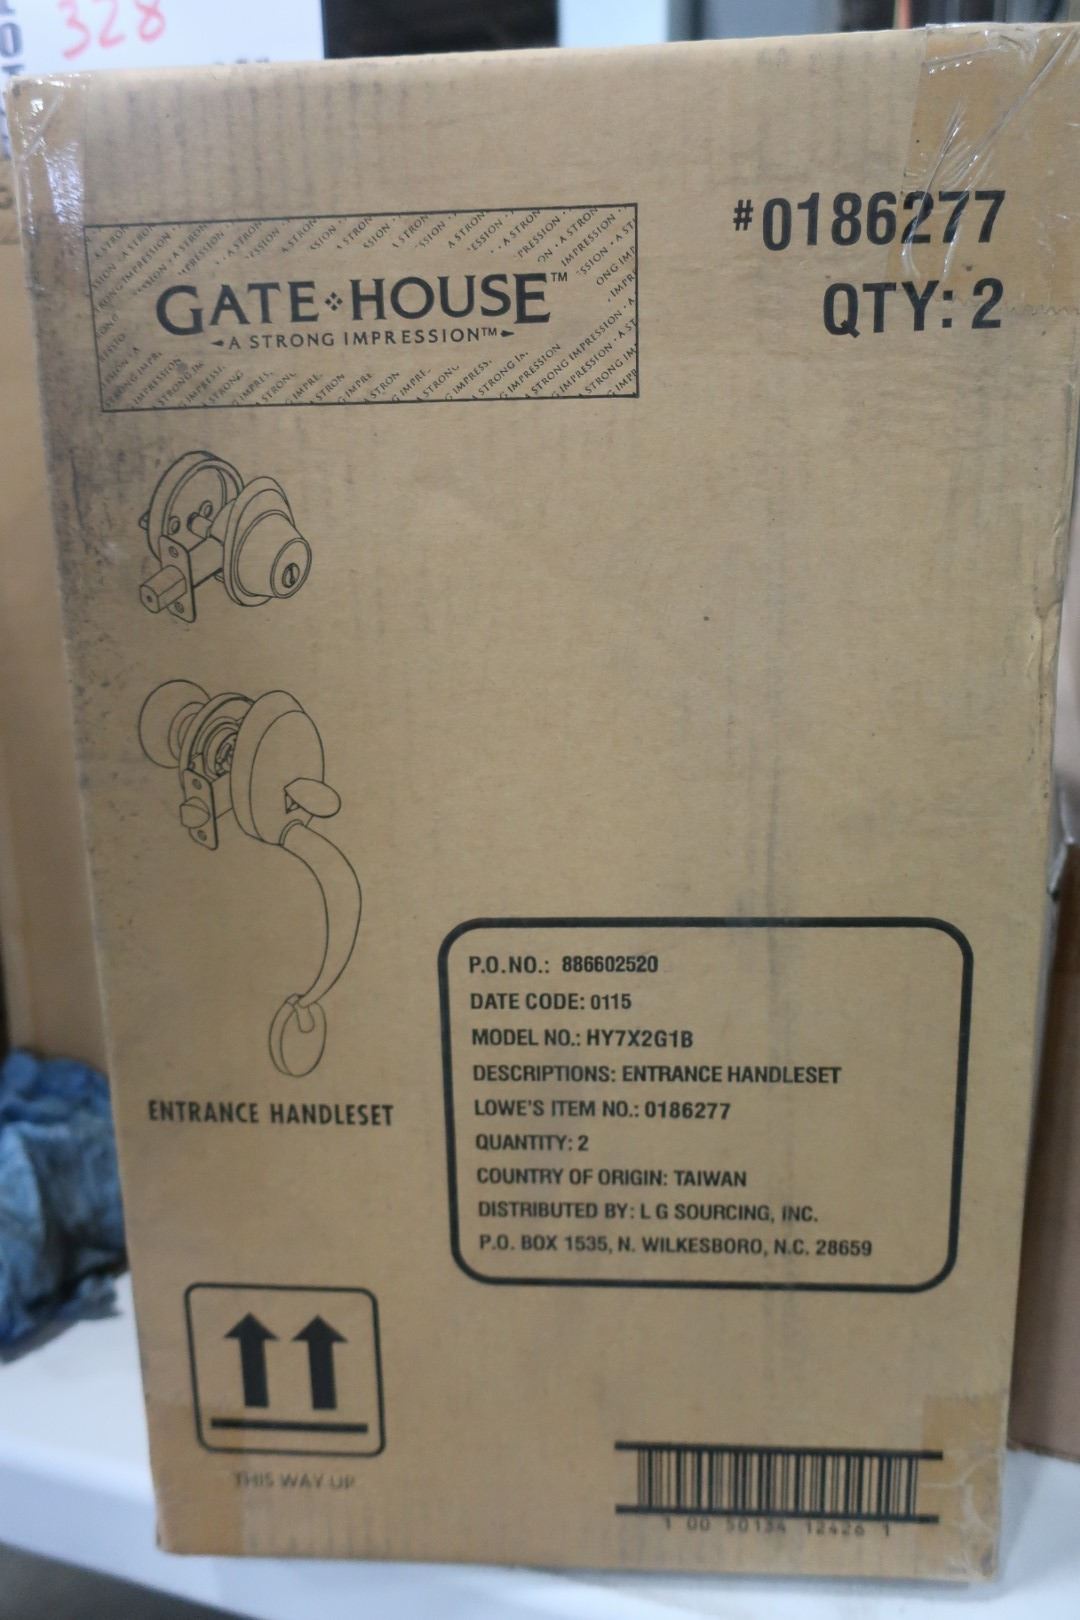 328
#0186277
QTY: 2
GATE HOUSE™
A STRONG IMPRESSION™
P.O.NO.: 886602520
DATE CODE: 0115
MODEL NO.: HY7X2G1B
DESCRIPTIONS: ENTRANCE HANDLESET
LOWE'S ITEM NO.: 0186277
QUANTITY: 2
COUNTRY OF ORIGIN: TAIWAN
DISTRIBUTED BY: L G SOURCING, INC.
P.O. BOX 1535, N. WILKESBORO, N.C. 28659
ENTRANCE HANDLESET
THIS WAY UP
1 00 50134 12426 1